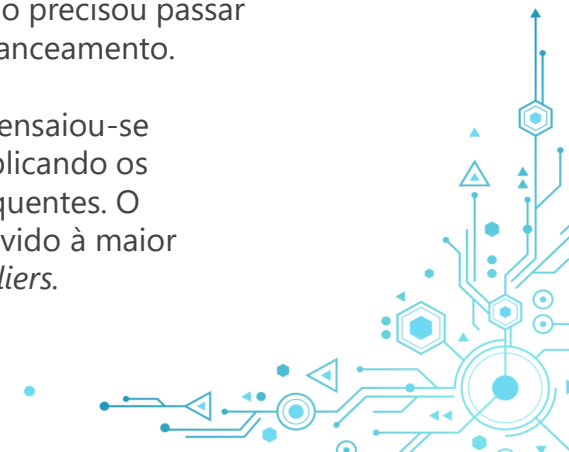 o precisou passar
anceamento.
ensaiou-se
plicando os
quentes. O
vido à maior
liers.